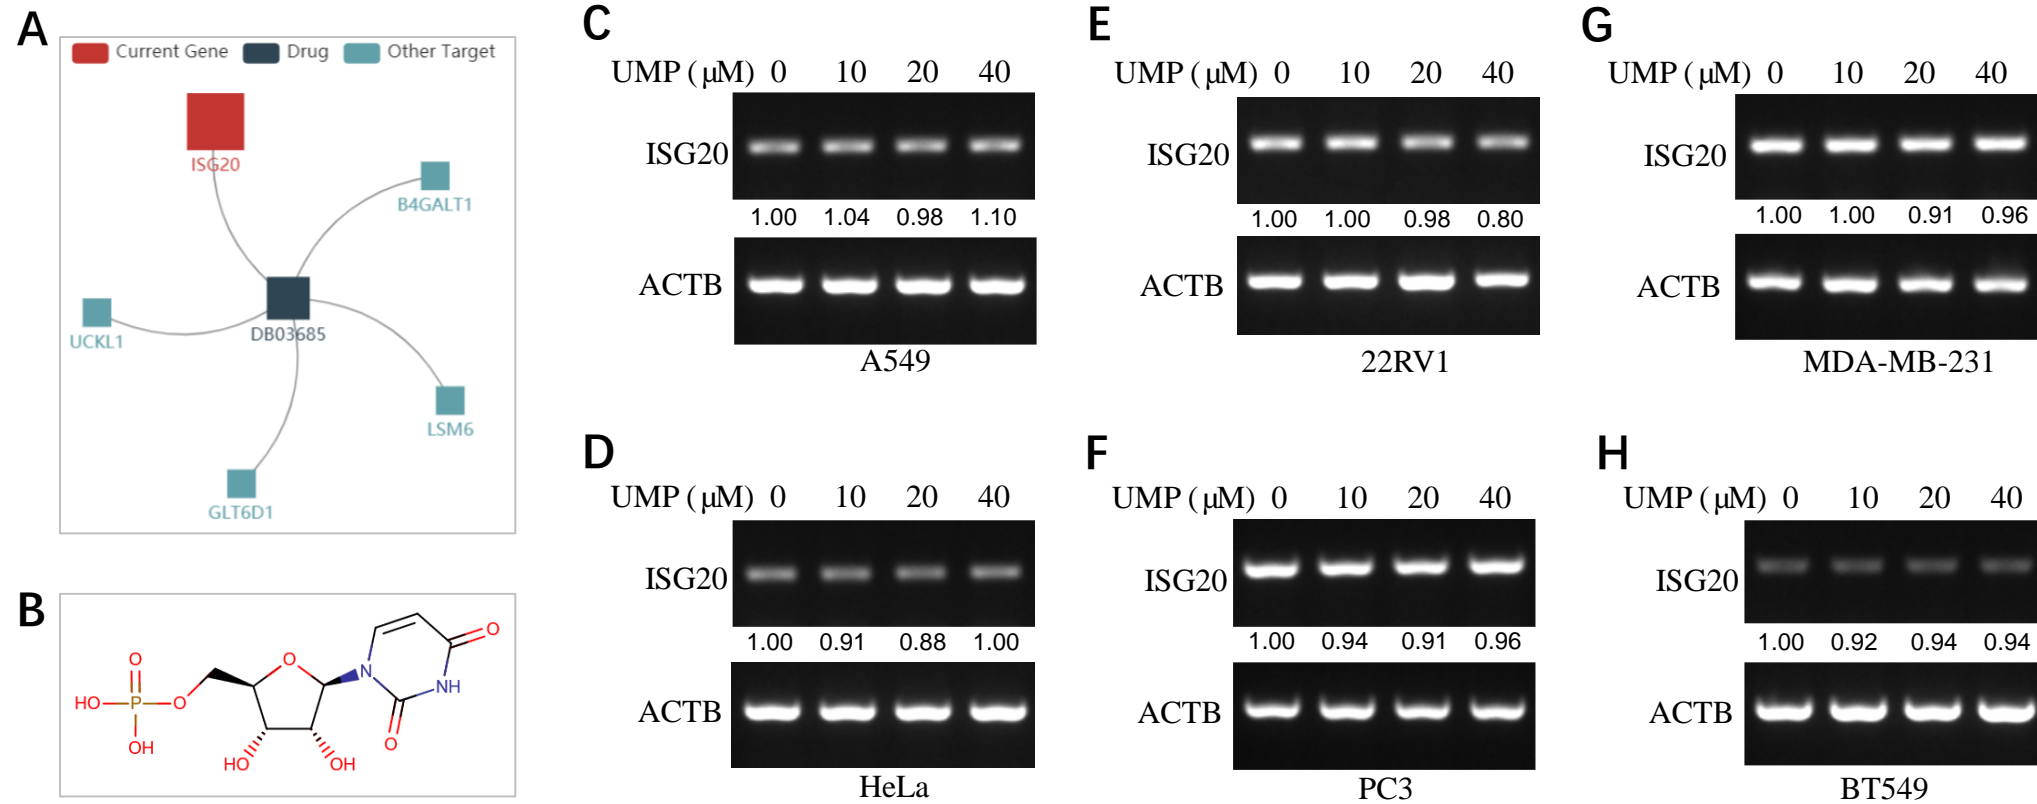 A
Current Gene Drug Other Target
ISG20
B4GALT1
UCKL1
DB03685
LSM6
GLT6D1
B
O
HO P O
OH
O
N
O
NH
O
HO OH
C
UMP (μM) 0 10 20 40
ISG20
1.00 1.04 0.98 1.10
ACTB
A549
D
UMP (μM) 0 10 20 40
ISG20
1.00 0.91 0.88 1.00
ACTB
HeLa
E
UMP (μM) 0 10 20 40
ISG20
1.00 1.00 0.98 0.80
ACTB
22RV1
F
UMP (μM) 0 10 20 40
ISG20
1.00 0.94 0.91 0.96
ACTB
PC3
G
UMP (μM) 0 10 20 40
ISG20
1.00 1.00 0.91 0.96
ACTB
MDA-MB-231
H
UMP (μM) 0 10 20 40
ISG20
1.00 0.92 0.94 0.94
ACTB
BT549